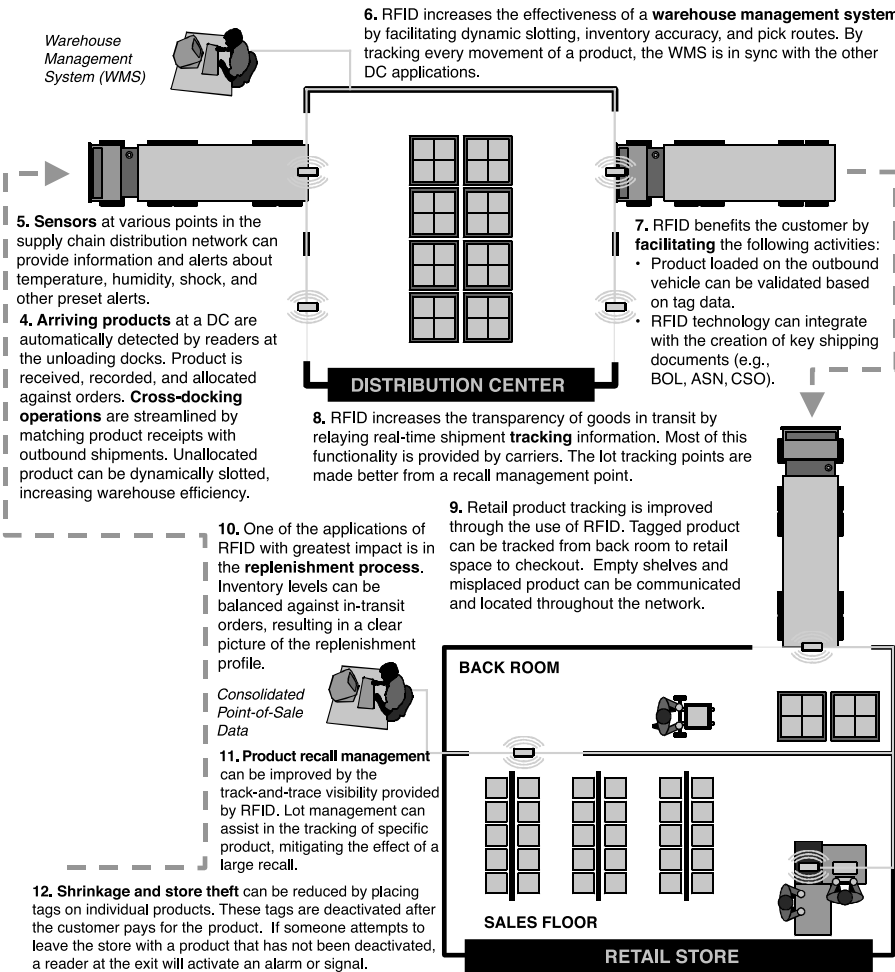 6. RFID increases the effectiveness of a warehouse management system
by facilitating dynamic slotting, inventory accuracy, and pick routes. By
tracking every movement of a product, the WMS is in sync with the other
DC applications.
Warehouse
Management
System (WMS)
5. Sensors at various points in the
supply chain distribution network can
provide information and alerts about
temperature, humidity, shock, and
other preset alerts.
4. Arriving products at a DC are
automatically detected by readers at
the unloading docks. Product is
received, recorded, and allocated
against orders. Cross-docking
operations are streamlined by
matching product receipts with
outbound shipments. Unallocated
product can be dynamically slotted,
increasing warehouse efficiency.
7. RFID benefits the customer by
facilitating the following activities:
• Product loaded on the outbound
vehicle can be validated based
on tag data.
• RFID technology can integrate
with the creation of key shipping
documents (e.g.,
BOL, ASN, CSO).
DISTRIBUTION CENTER
8. RFID increases the transparency of goods in transit by
relaying real-time shipment tracking information. Most of this
functionality is provided by carriers. The lot tracking points are
made better from a recall management point.
9. Retail product tracking is improved
through the use of RFID. Tagged product
can be tracked from back room to retail
space to checkout. Empty shelves and
misplaced product can be communicated
and located throughout the network.
10. One of the applications of
RFID with greatest impact is in
the replenishment process.
Inventory levels can be
balanced against in-transit
orders, resulting in a clear
picture of the replenishment
profile.
Consolidated
Point-of-Sale
Data
BACK ROOM
11. Product recall management
can be improved by the
track-and-trace visibility provided
by RFID. Lot management can
assist in the tracking of specific
product, mitigating the effect of a
large recall.
12. Shrinkage and store theft can be reduced by placing
tags on individual products. These tags are deactivated after
the customer pays for the product. If someone attempts to
leave the store with a product that has not been deactivated,
a reader at the exit will activate an alarm or signal.
SALES FLOOR
RETAIL STORE